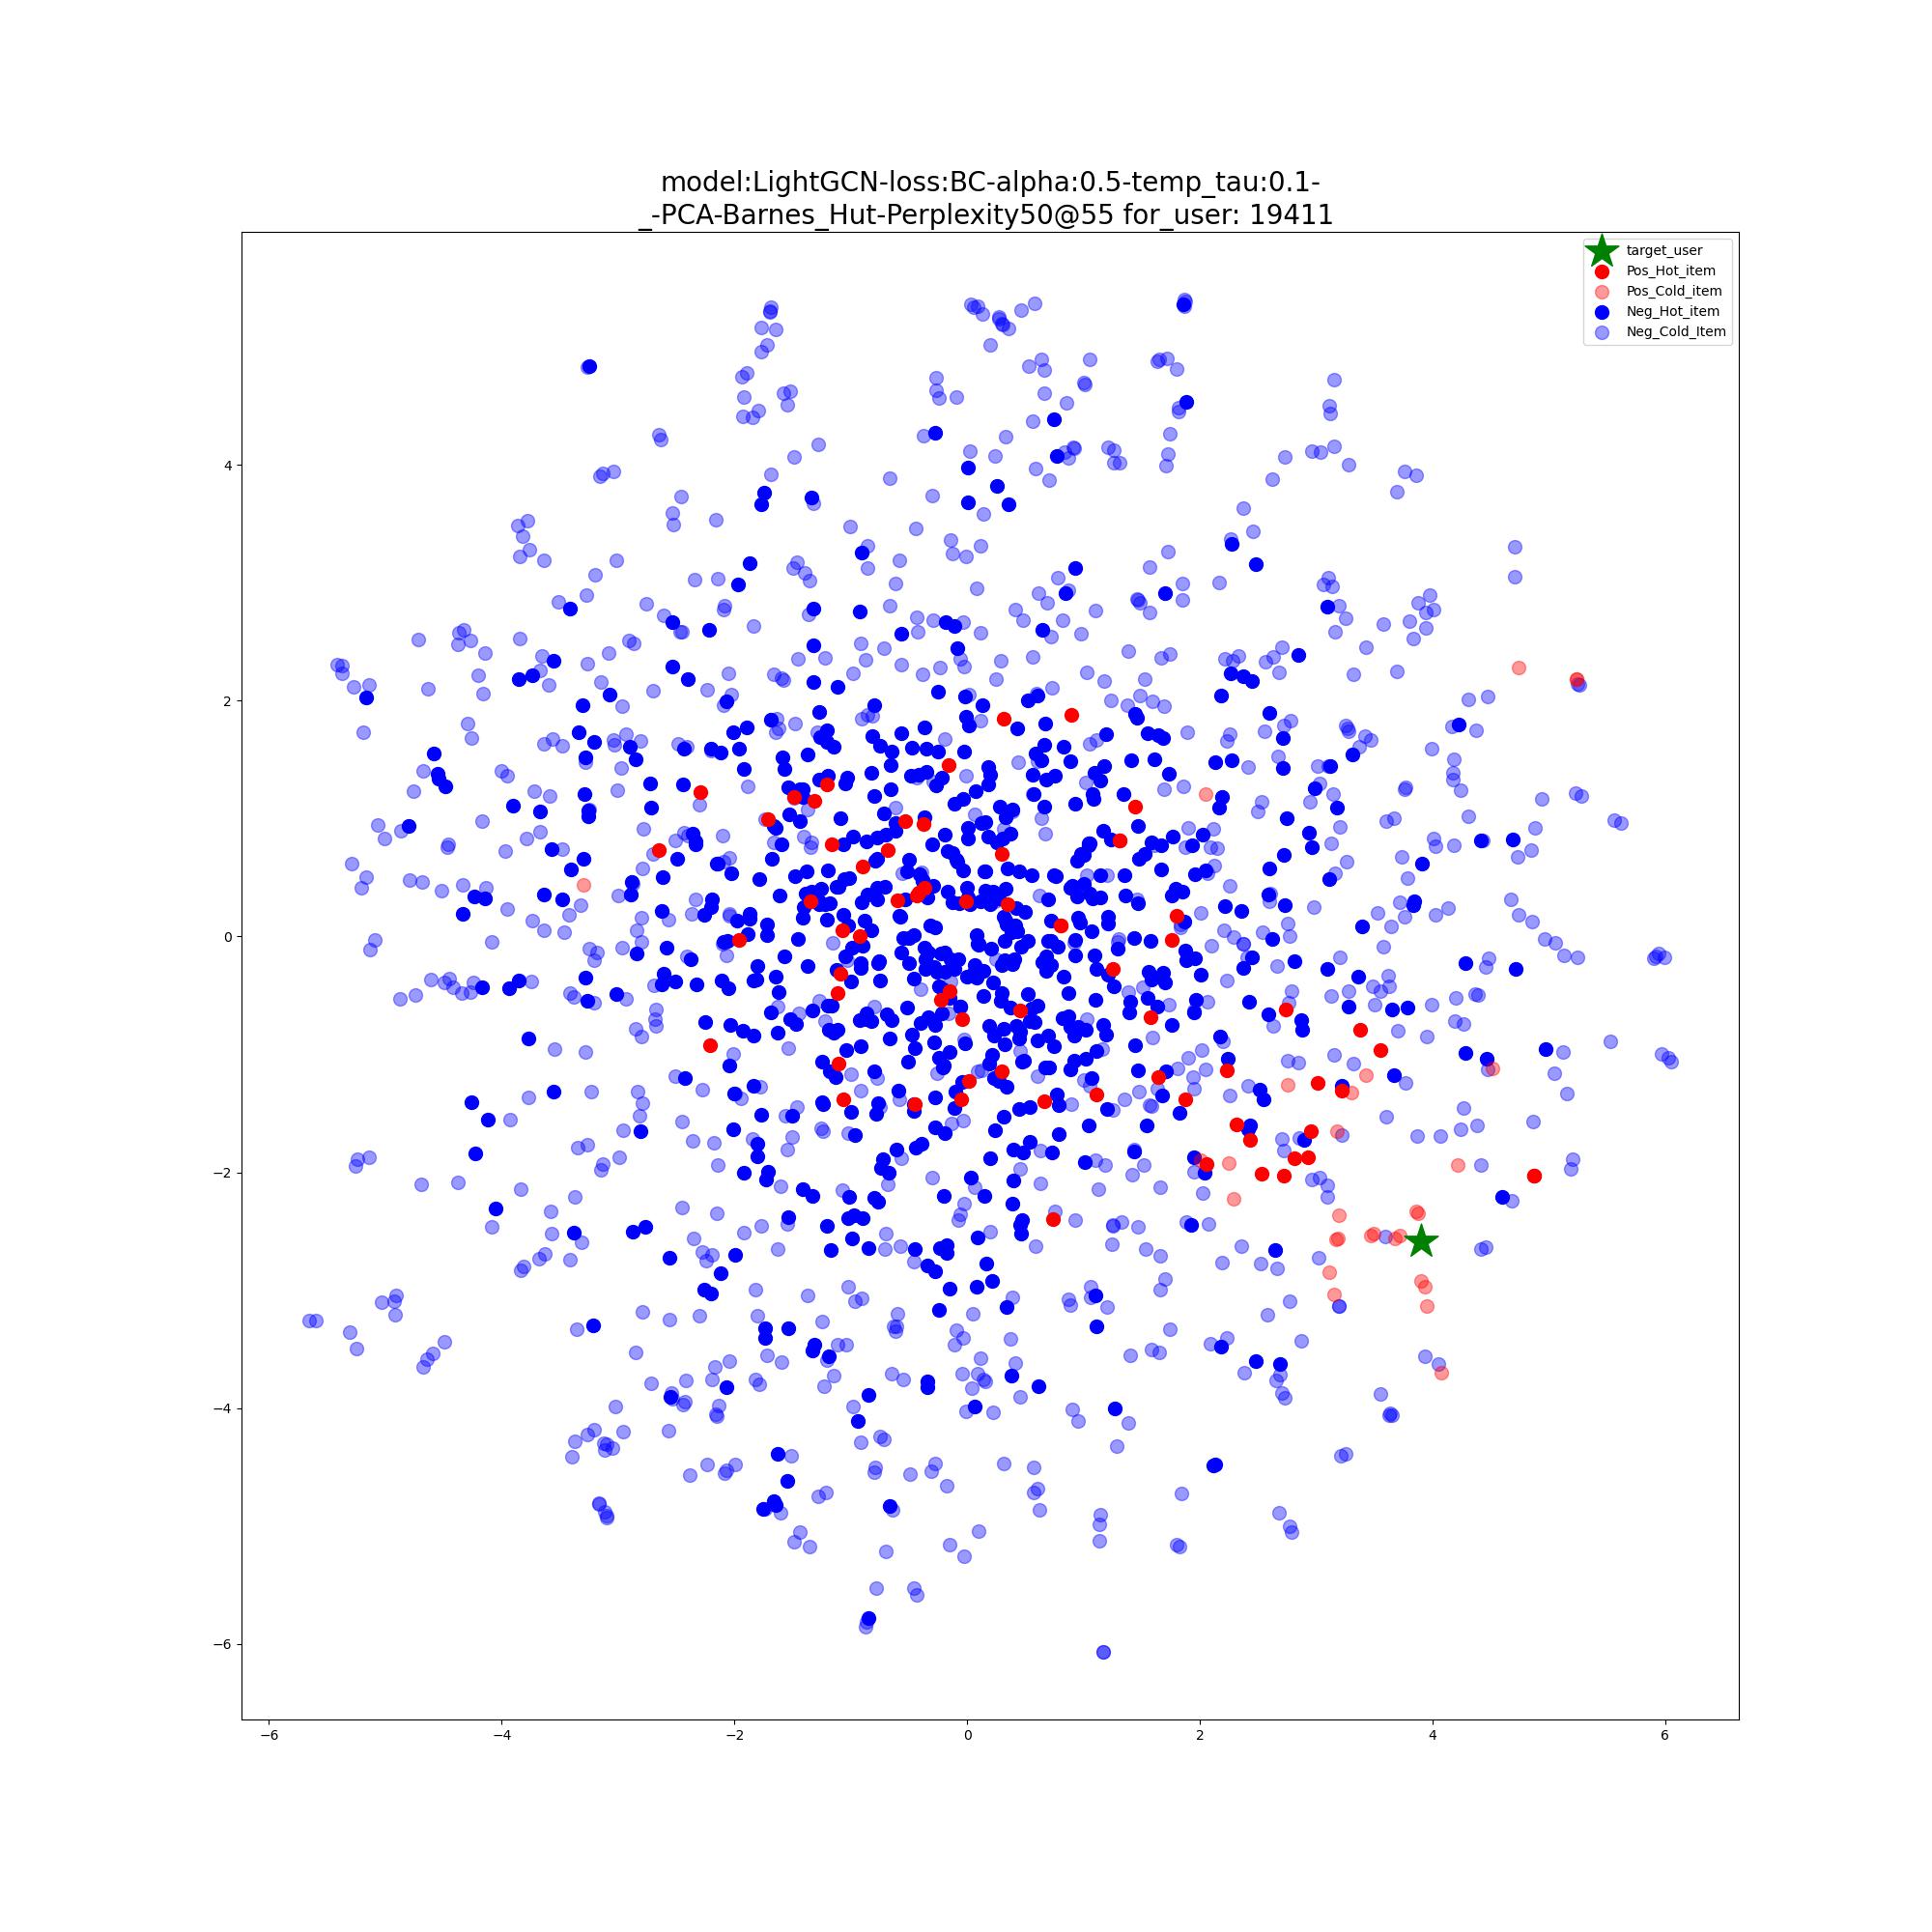 model:LightGCN-loss:BC-alpha:0.5-temp_tau:0.1-
_-PCA-Barnes_Hut-Perplexity50@55 for_user: 19411
target_user
Pos_Hot_item
Pos_Cold_item
Neg_Hot_item
Neg_Cold_Item
4
2
0
−2
−4
−6
−6 −4 −2 0 2 4 6